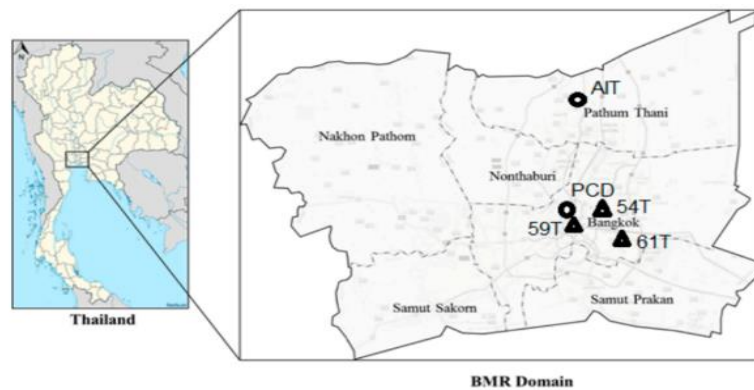 N
AIT
Pathum Thani
Nakhon Pathom
Nonthaburi
PCD
54T
59T
Bangkok
61T
Samut Sakorn
Samut Prakan
Thailand
BMR Domain